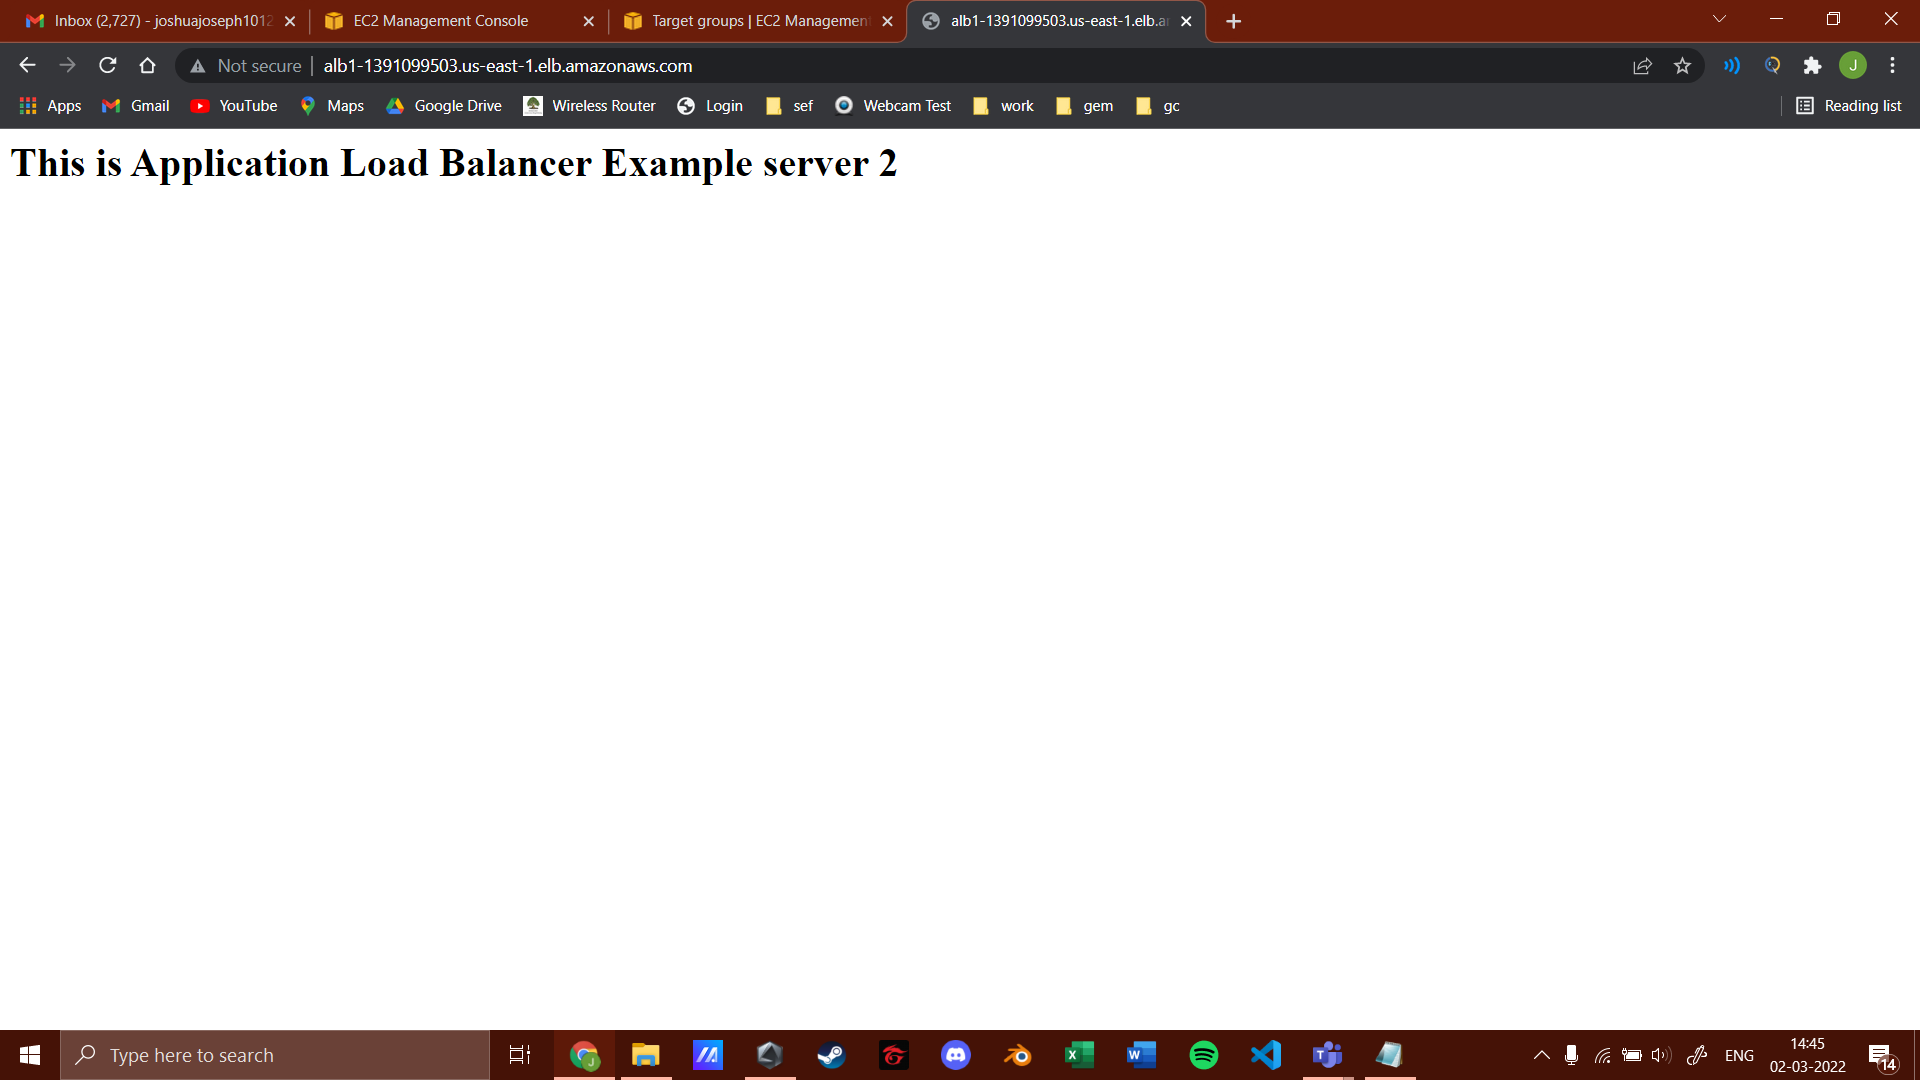 Inbox (2,727) - joshuajoseph1012
EC2 Management Console
Target groups | EC2 Management
alb1-1391099503.us-east-1.elb.a
Not secure
alb1-1391099503.us-east-1.elb.amazonaws.com
J
Apps
Gmail
YouTube
Maps
Google Drive
Wireless Router
Login
sef
Webcam Test
work
gem
gc
Reading list
This is Application Load Balancer Example server 2
Type here to search
ENG
14:45
02-03-2022
14